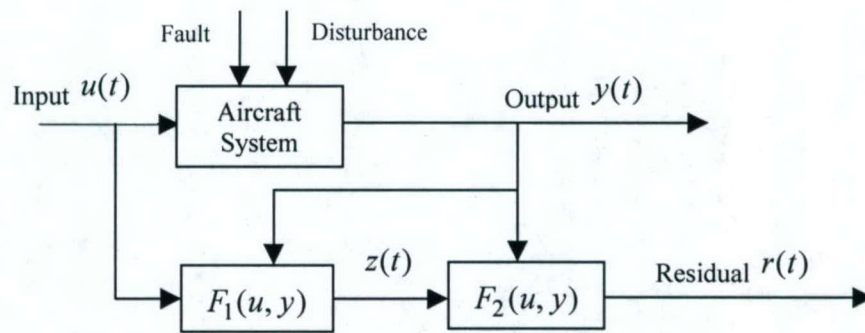 Fault
Disturbance
Input u(t)
Aircraft
System
Output y(t)
z(t)
F₁(u, y)
F₂(u, y)
Residual r(t)